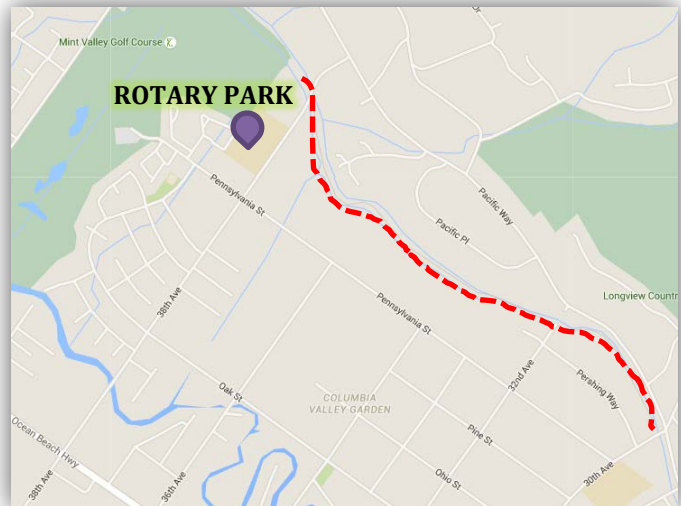 Mint Valley Golf Course
Dr
ROTARY PARK
Pennsylvania St
Pacific Way
Pacific Pl
38th Ave
Longview Countr
Pennsylvania St
32nd Ave
Pershing Way
Oak St
COLUMBIA
VALLEY GARDEN
Pine St
Ocean Beach Hwy
30th Ave
Ohio St
38th Ave
36th Ave